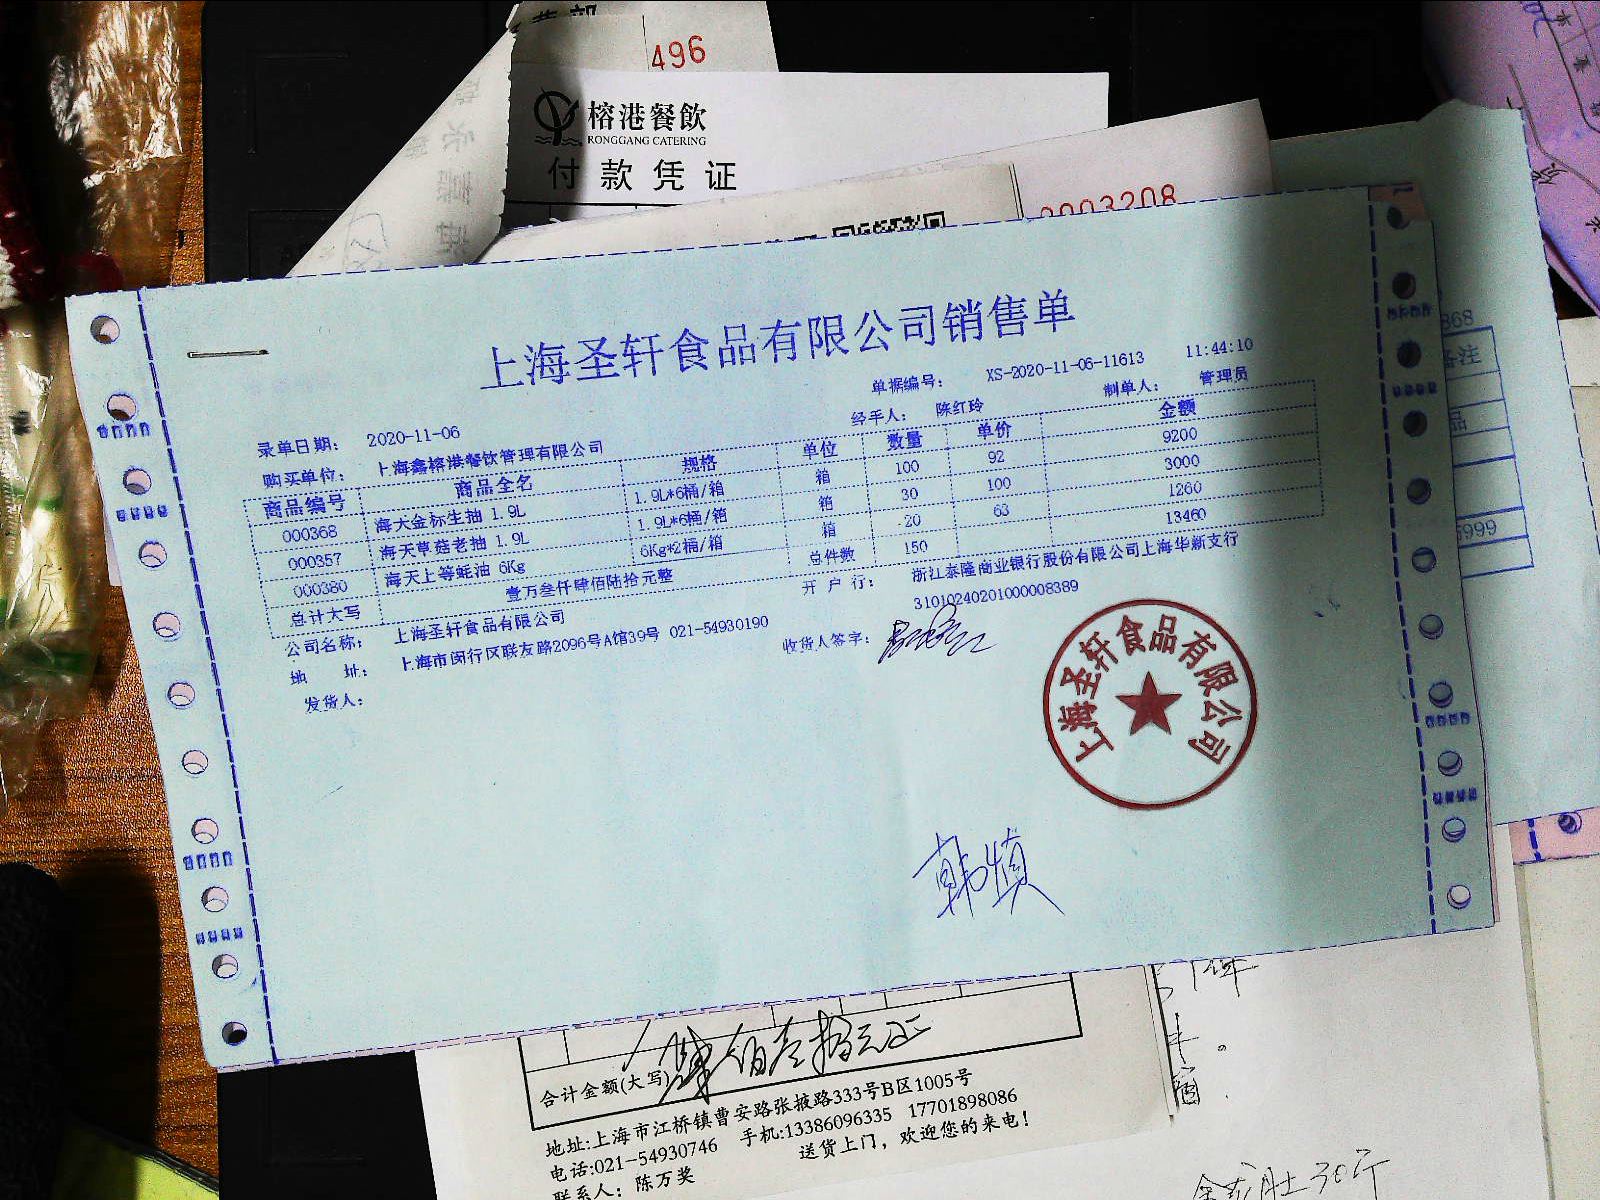 496
榕港餐飲
RONGGANG CATERING
付款凭证
0003208
上海圣轩食品有限公司销售单
单据编号： XS-2020-11-06-11613 11:44:10
录单日期： 2020-11-06 经手人： 陈红玲 制单人： 管理员
购买单位： 上海鑫榕港餐饮管理有限公司
商品编号 商品全名 规格 单位 数量 单价 金额
000368 海大金标生抽 1.9L 1.9L*6桶/箱 箱 100 92 9200
000357 海天草菇老抽 1.9L 1.9L*6桶/箱 箱 30 100 3000
000380 海天上等蚝油 6Kg 6Kg*2桶/箱 箱 20 63 1260
总计大写 壹万叁仟肆佰陆拾元整 总件数 150 13460
公司名称： 上海圣轩食品有限公司 开 户 行： 浙江泰隆商业银行股份有限公司上海华新支行
31010240201000008389
地 址： 上海市闵行区联友路2096号A馆39号 021-54930190 收货人签字：
发货人：
上海圣轩食品有限公司
韩慎
868
备注
品
5999
合计金额(大写)
地址:上海市江桥镇曹安路张掖路333号B区1005号
电话:021-54930746 手机:13386096335 17701898086
联系人：陈万奖 送货上门，欢迎您的来电！